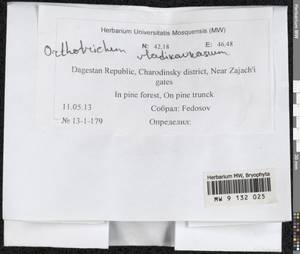 Herbarium Universitatis Mosquensis (MW)
Orthotrichum N: 42,18 E: 46,48
vladikavkanum
Dagestan Republic, Charodinsky district, Near Zajach'i
gates
In pine forest, On pine trunck
11.05.13 Собрал: Fedosov
№ 13-1-179 Определил:
Herbarium MW, Bryophyta
MW 9 132 025